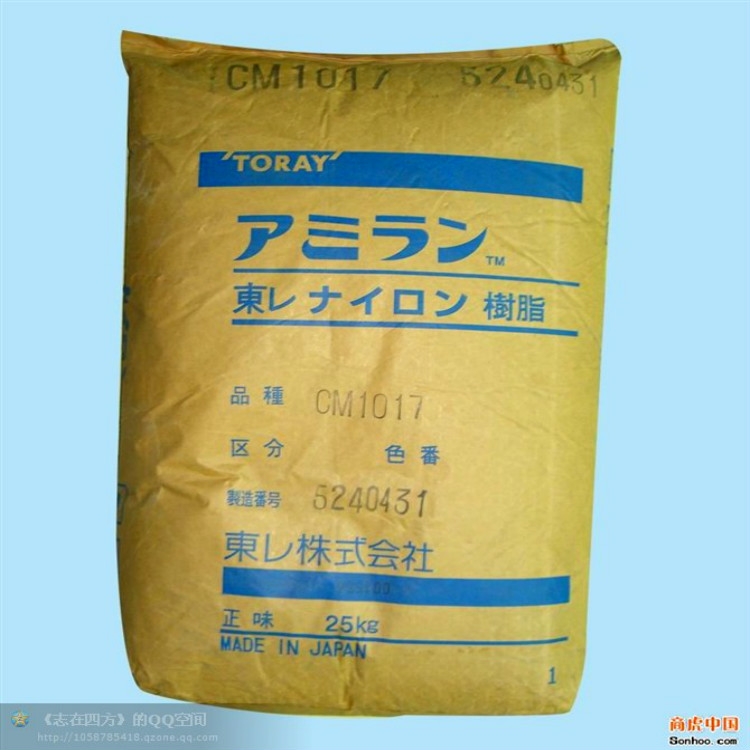 CM1017 5240431
'TORAY'
アミラン™
東レ ナイロン 樹脂
品種 CM1017
区分 色番
製造番号 5240431
東レ株式会社
正味 25kg
MADE IN JAPAN
1
《志在四方》的QQ空间
http://1058785418.qzone.qq.com
商虎中国
Sonhoo.com